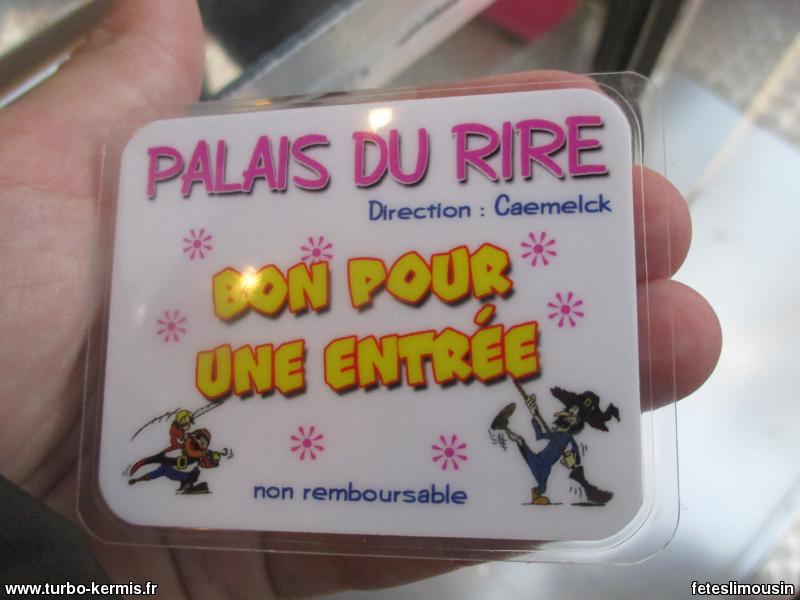 PALAIS DU RIRE
Direction : Caemelck
BON POUR
UNE ENTRÉE
non remboursable
www.turbo-kermis.fr
feteslimousin